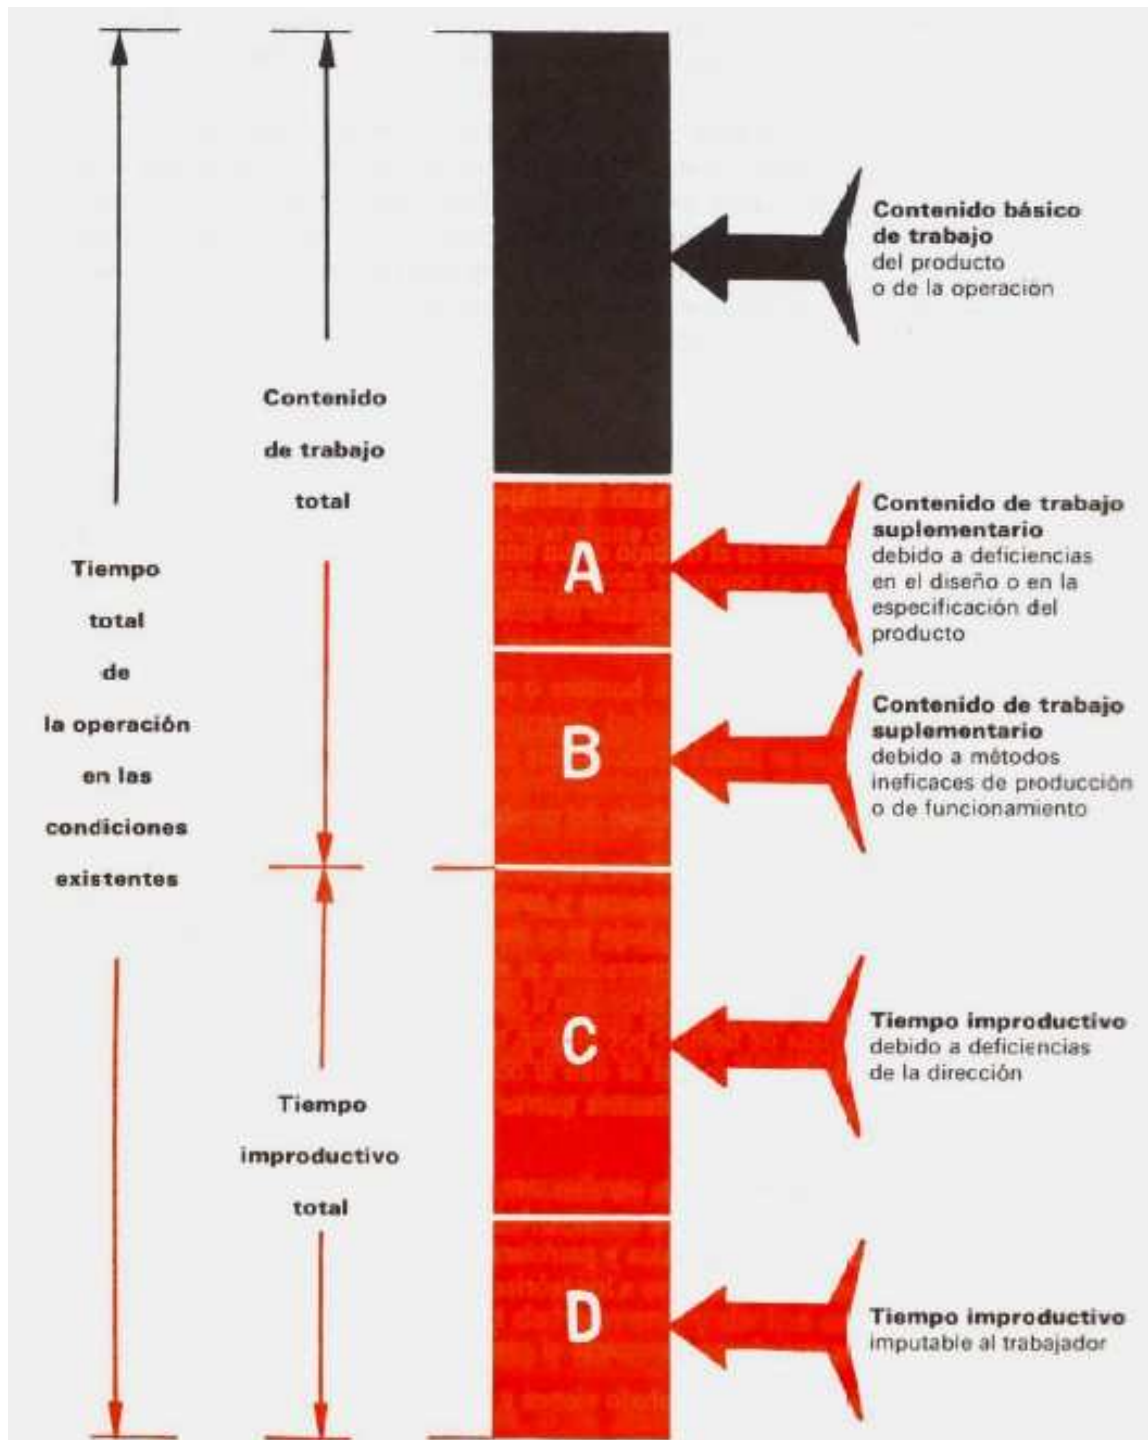 Contenido básico
de trabajo
del producto
o de la operación
Contenido
de trabajo
total
Contenido de trabajo
suplementario
debido a deficiencias
en el diseño o en la
especificación del
producto
A
Tiempo
total
de
la operación
en las
condiciones
existentes
Contenido de trabajo
suplementario
debido a métodos
ineficaces de producción
o de funcionamiento
B
Tiempo improductivo
debido a deficiencias
de la dirección
C
Tiempo
improductivo
total
Tiempo improductivo
imputable al trabajador
D